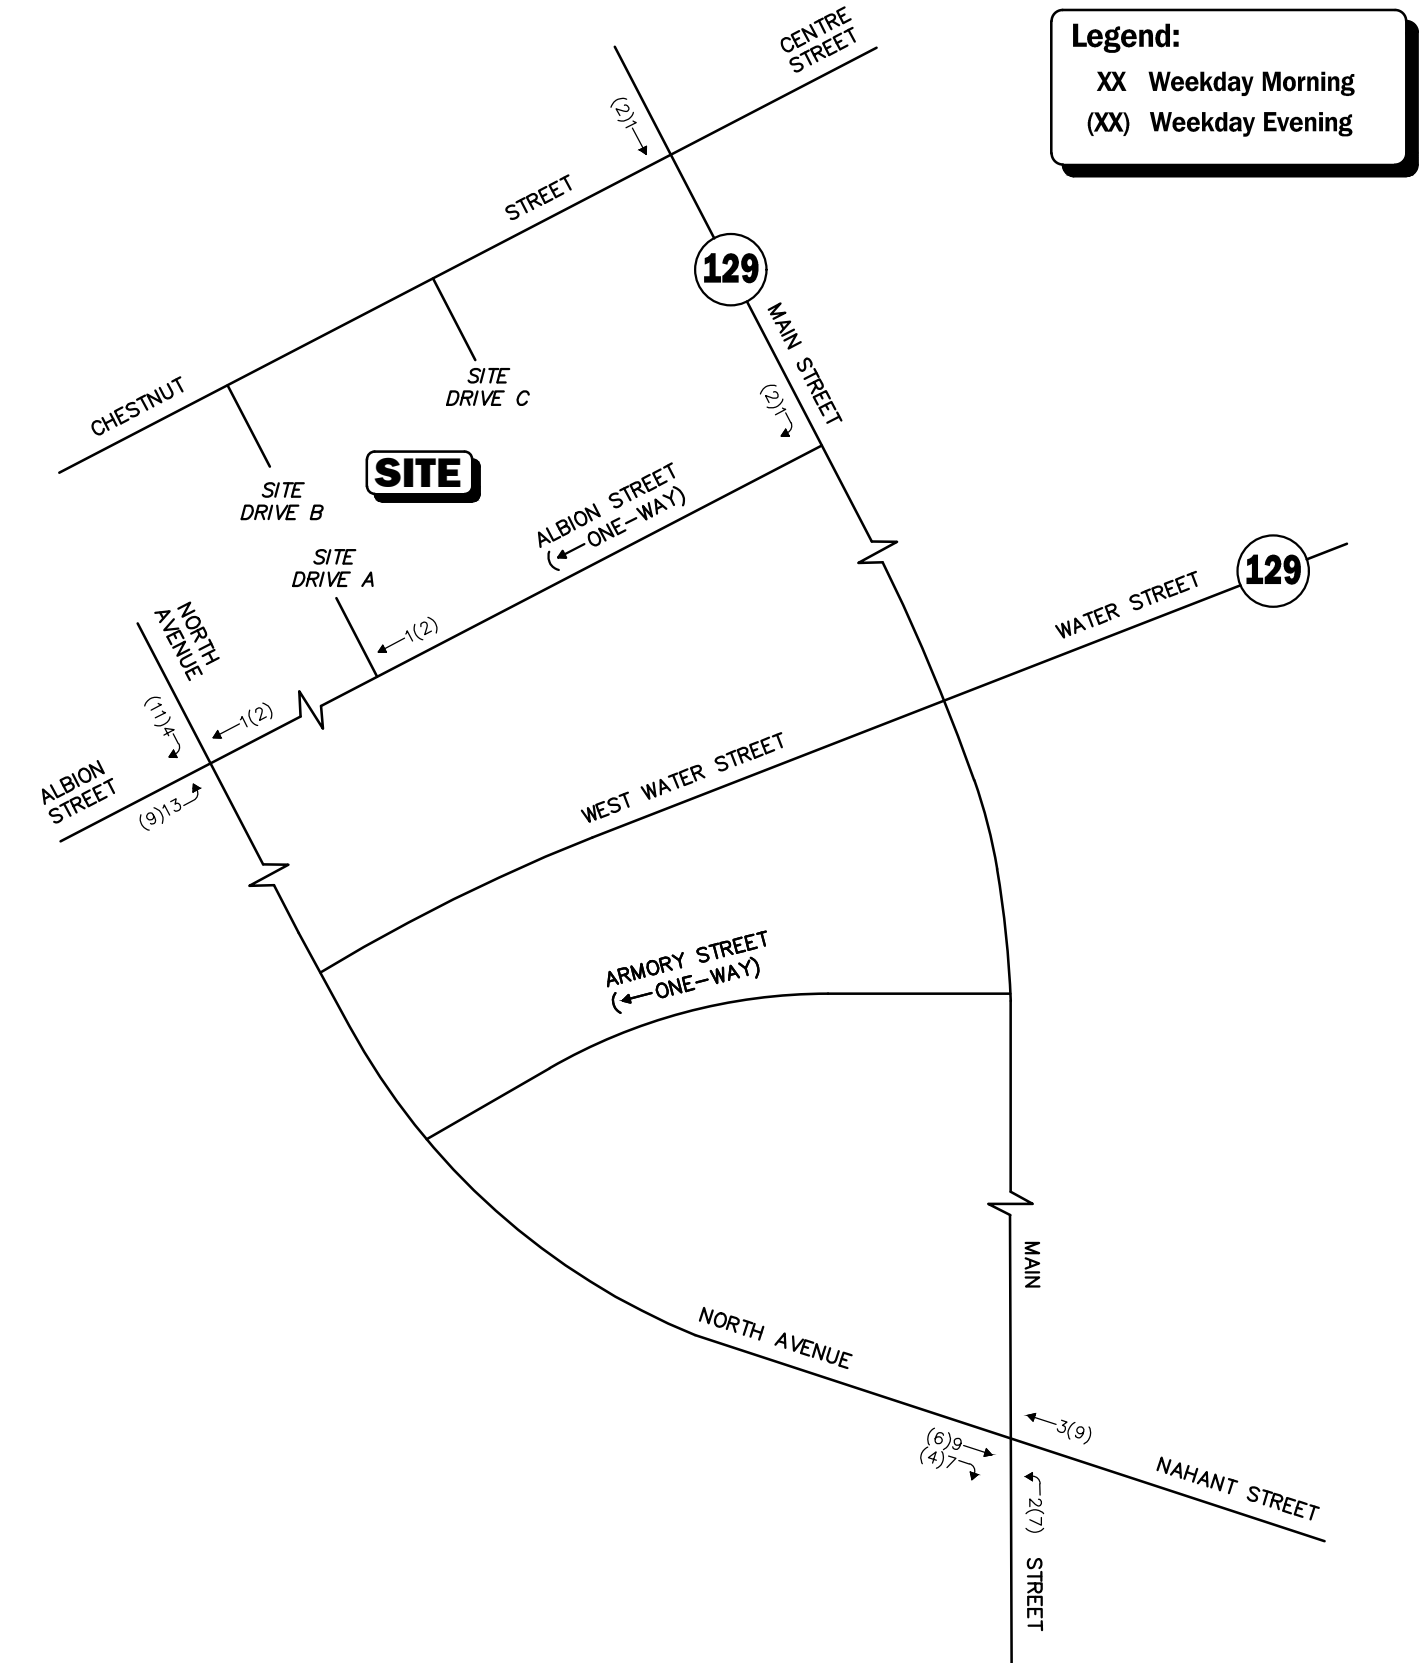 CENTRE
STREET
Legend:
XX Weekday Morning
(XX) Weekday Evening
(2)1
STREET
129
MAIN STREET
CHESTNUT
SITE
DRIVE C
(2)1
SITE
SITE
DRIVE B
ALBION STREET
(← ONE-WAY)
129
SITE
DRIVE A
WATER STREET
NORTH
AVENUE
1(2)
(11)4
1(2)
WEST WATER STREET
ALBION
STREET
(9)13
ARMORY STREET
(← ONE-WAY)
MAIN
NORTH AVENUE
3(9)
(6)9
(4)7
NAHANT STREET
2(7)
STREET